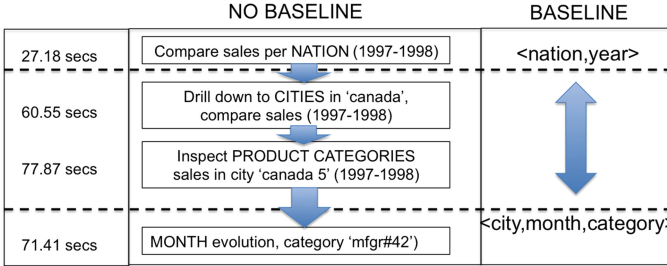 NO BASELINE
BASELINE
27.18 secs
Compare sales per NATION (1997-1998)
<nation,year>
60.55 secs
Drill down to CITIES in ‘canada’,
compare sales (1997-1998)
77.87 secs
Inspect PRODUCT CATEGORIES
sales in city ‘canada 5’ (1997-1998)
<city,month,category>
71.41 secs
MONTH evolution, category ‘mfgr#42’)